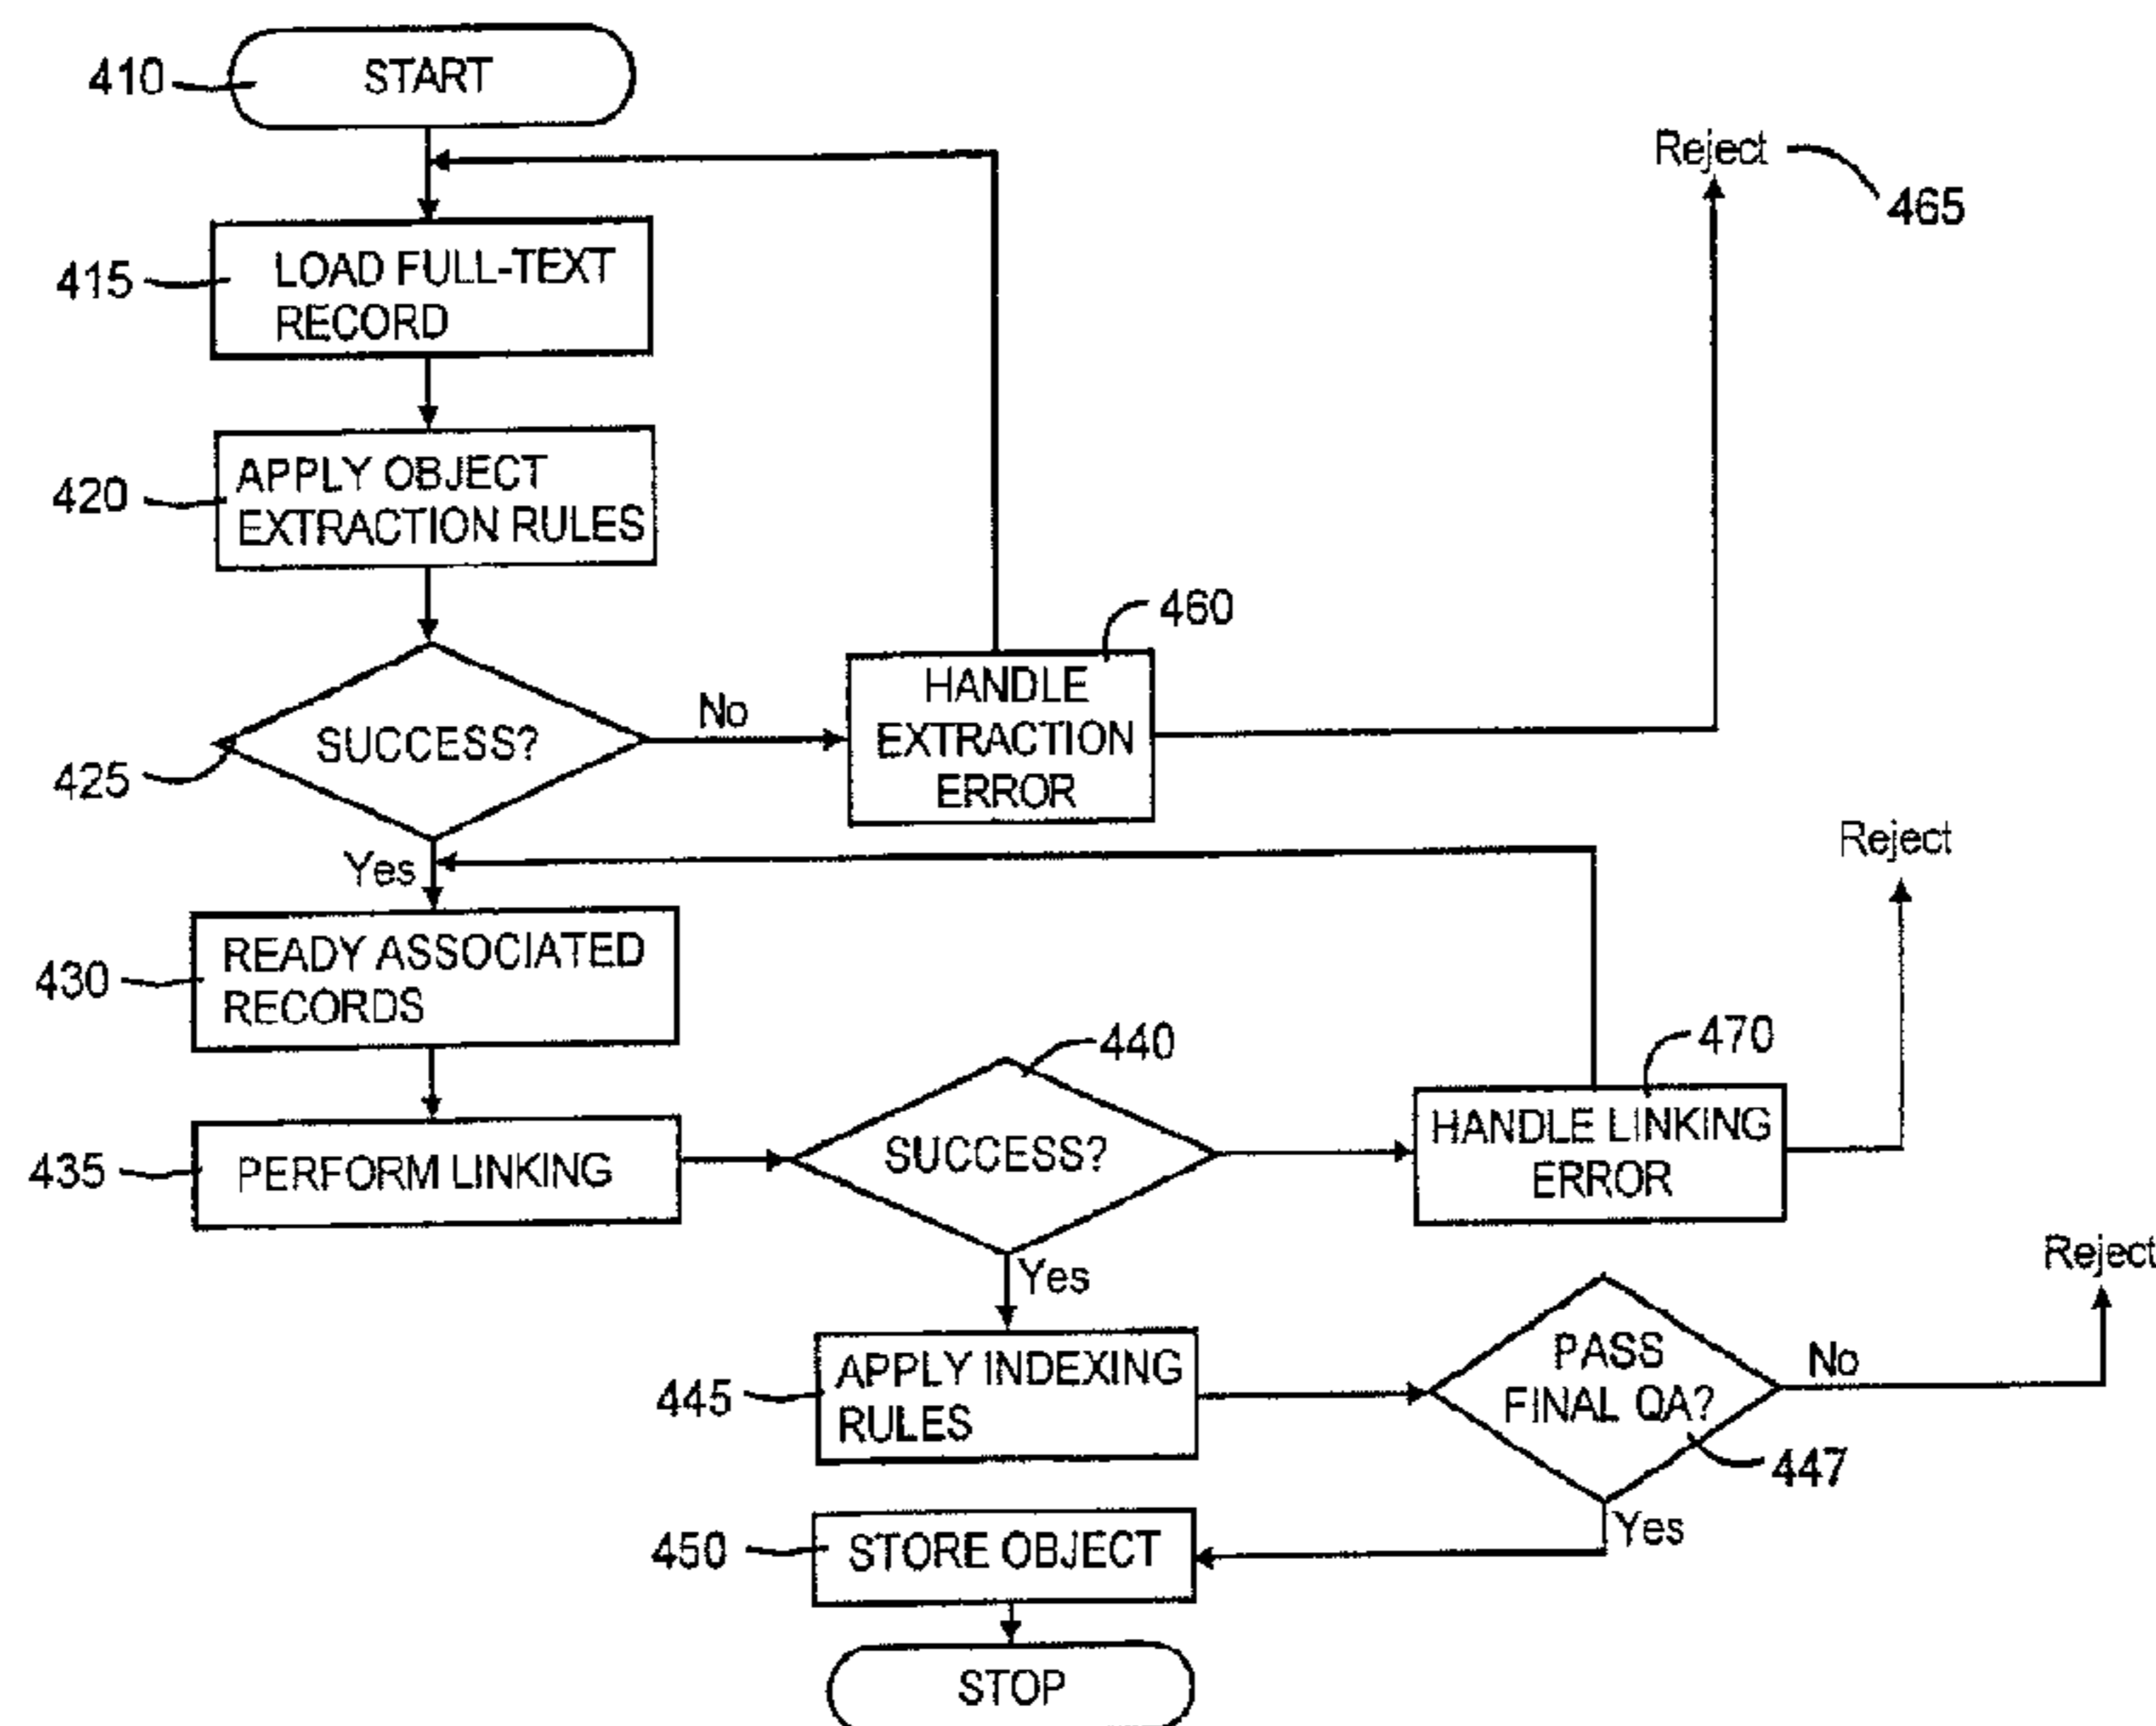 410
START
Reject
465
415
LOAD FULL-TEXT
RECORD
420
APPLY OBJECT
EXTRACTION RULES
460
425
SUCCESS?
No
HANDLE
EXTRACTION
ERROR
Yes
Reject
430
READY ASSOCIATED
RECORDS
440
470
435
PERFORM LINKING
SUCCESS?
HANDLE LINKING
ERROR
Yes
Reject
445
APPLY INDEXING
RULES
PASS
FINAL QA?
No
447
450
STORE OBJECT
Yes
STOP